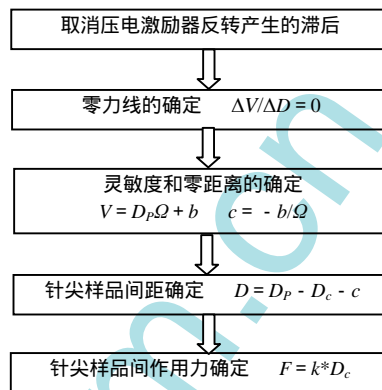 取消压电激励器反转产生的滞后
零力线的确定 ΔV/ΔD = 0
灵敏度和零距离的确定
V = D_PΩ + b c = - b/Ω
针尖样品间距确定 D = D_P - D_c - c
针尖样品间作用力确定 F = k*D_c
m.cn